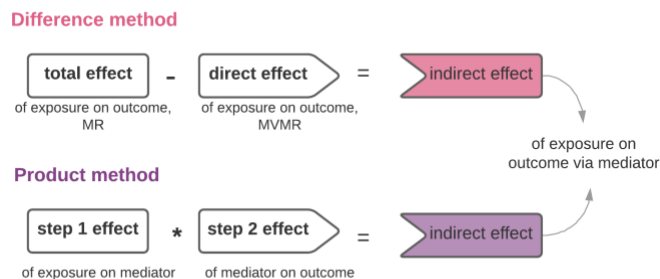 Difference method
total effect - direct effect = indirect effect
of exposure on outcome, MR
of exposure on outcome, MVMR
of exposure on
outcome via mediator
Product method
step 1 effect * step 2 effect = indirect effect
of exposure on mediator
of mediator on outcome